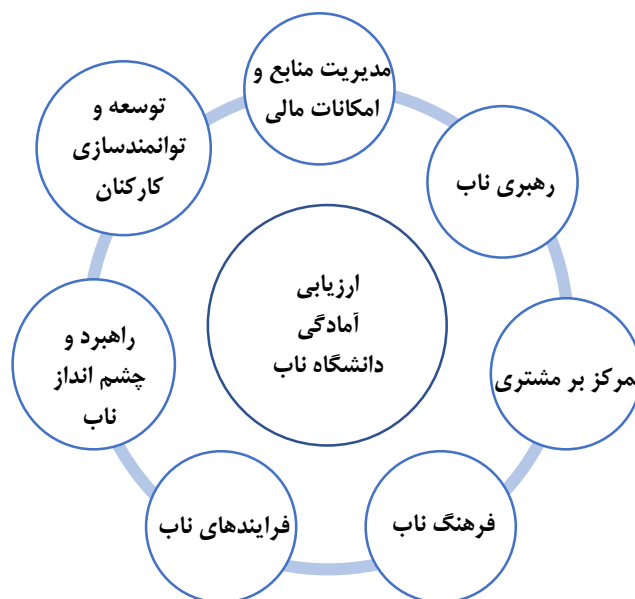 مدیریت منابع و
امکانات مالی
رهبری ناب
مرکز بر مشتری
فرهنگ ناب
فرایندهای ناب
راهبرد و
چشم انداز
ناب
توسعه و
توانمندسازی
کارکنان
ارزیابی
آمادگی
دانشگاه ناب